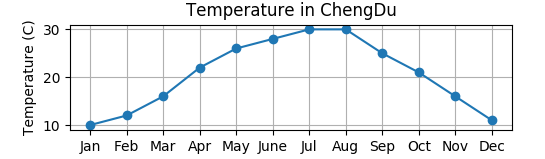 Temperature in ChengDu
Temperature (C)
30
20
10
Jan Feb Mar Apr May June Jul Aug Sep Oct Nov Dec